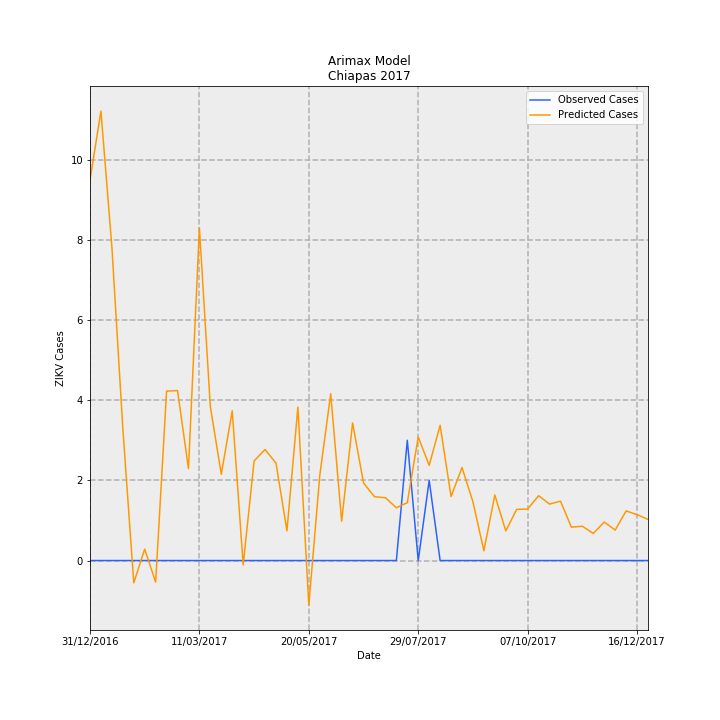 Arimax Model
Chiapas 2017
Observed Cases
Predicted Cases
ZIKV Cases
10
8
6
4
2
0
31/12/2016
11/03/2017
20/05/2017
29/07/2017
07/10/2017
16/12/2017
Date